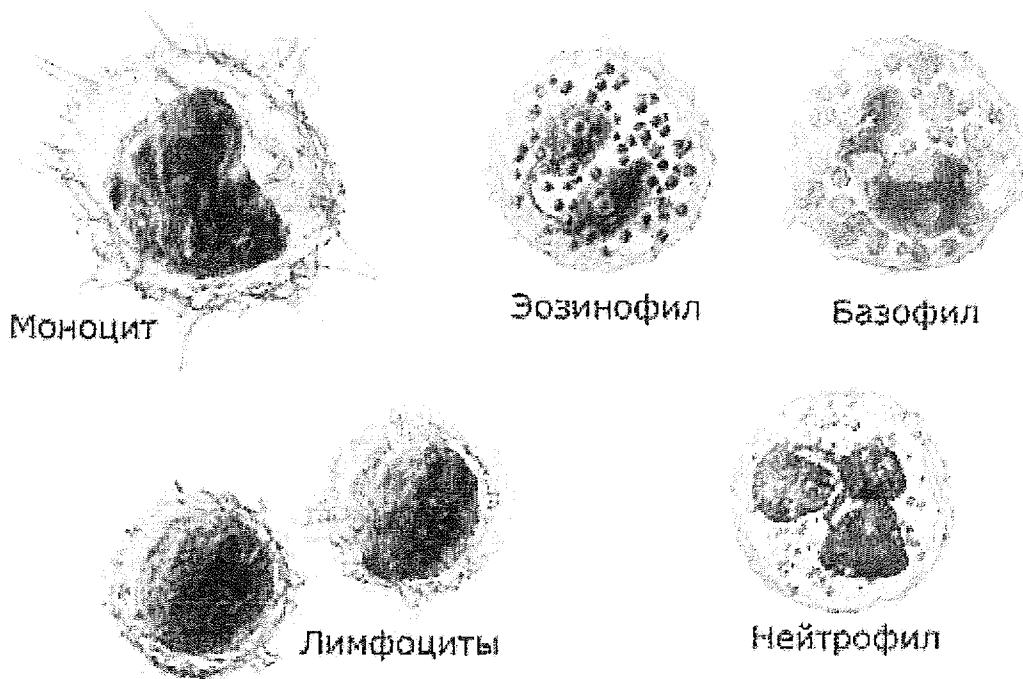 Моноцит
Эозинофил
Базофил
Лимфоциты
Нейтрофил